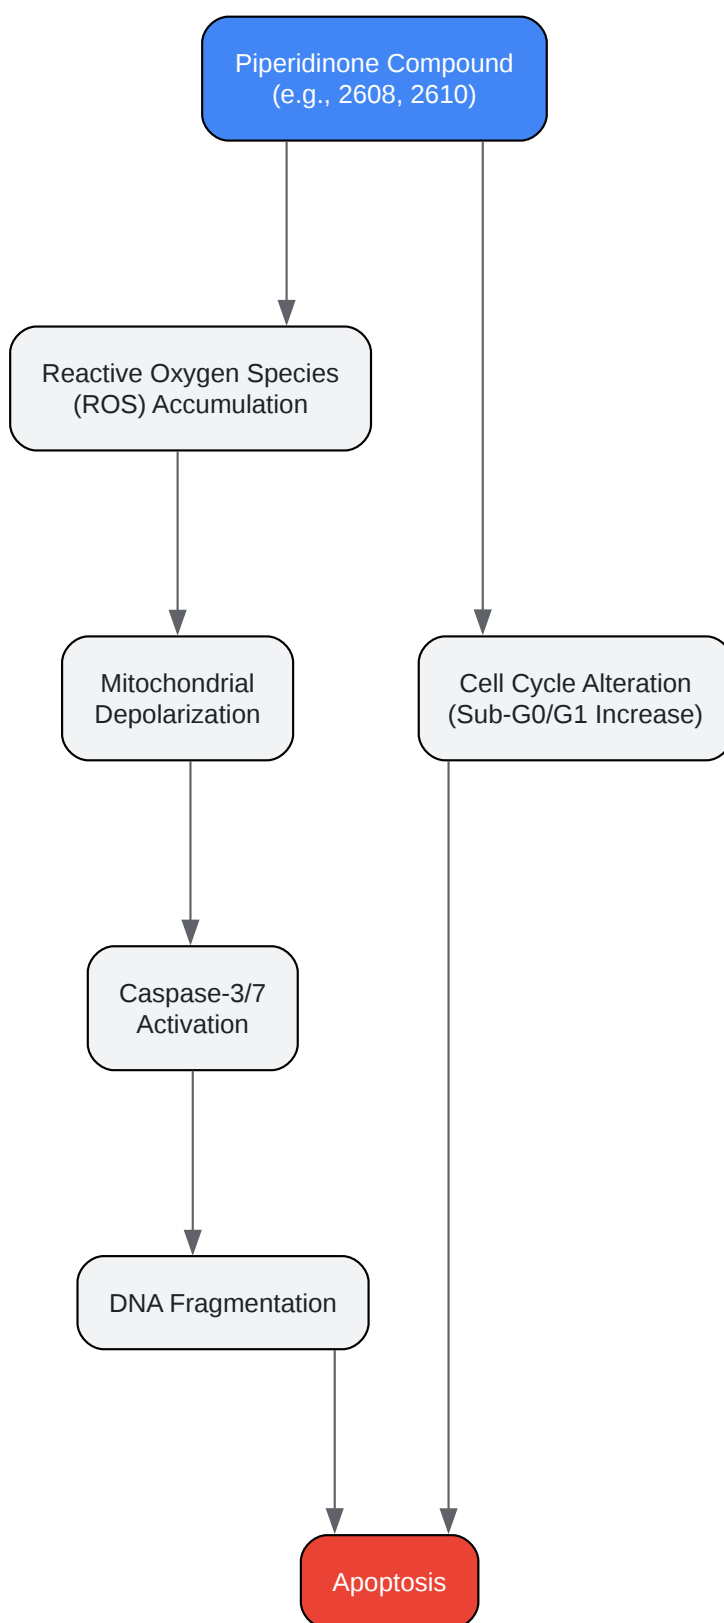 Piperidinone Compound
(e.g., 2608, 2610)
Reactive Oxygen Species
(ROS) Accumulation
Mitochondrial
Depolarization
Cell Cycle Alteration
(Sub-G0/G1 Increase)
Caspase-3/7
Activation
DNA Fragmentation
Apoptosis